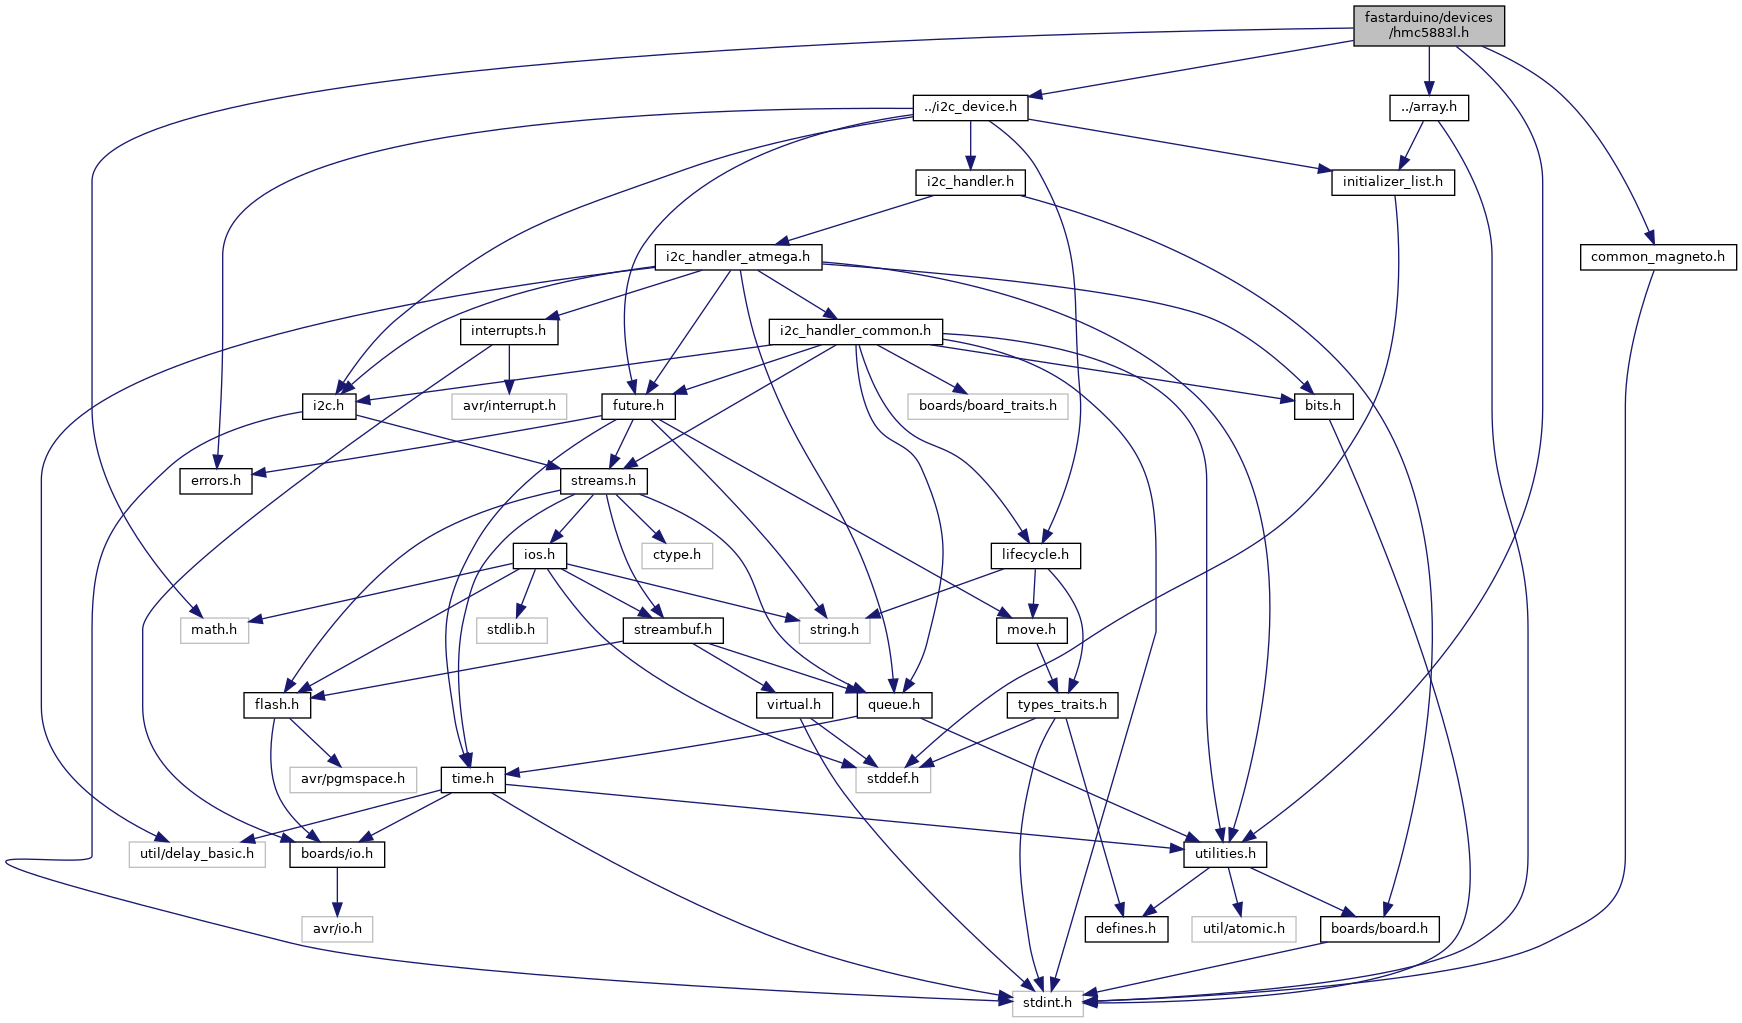 fastarduino/devices
/hmc5883l.h
../i2c_device.h
../array.h
i2c_handler.h
initializer_list.h
i2c_handler_atmega.h
common_magneto.h
interrupts.h
i2c_handler_common.h
i2c.h
avr/interrupt.h
future.h
boards/board_traits.h
bits.h
errors.h
streams.h
ios.h
ctype.h
lifecycle.h
math.h
stdlib.h
streambuf.h
string.h
move.h
flash.h
virtual.h
queue.h
types_traits.h
avr/pgmspace.h
time.h
stddef.h
util/delay_basic.h
boards/io.h
utilities.h
avr/io.h
defines.h
util/atomic.h
boards/board.h
stdint.h